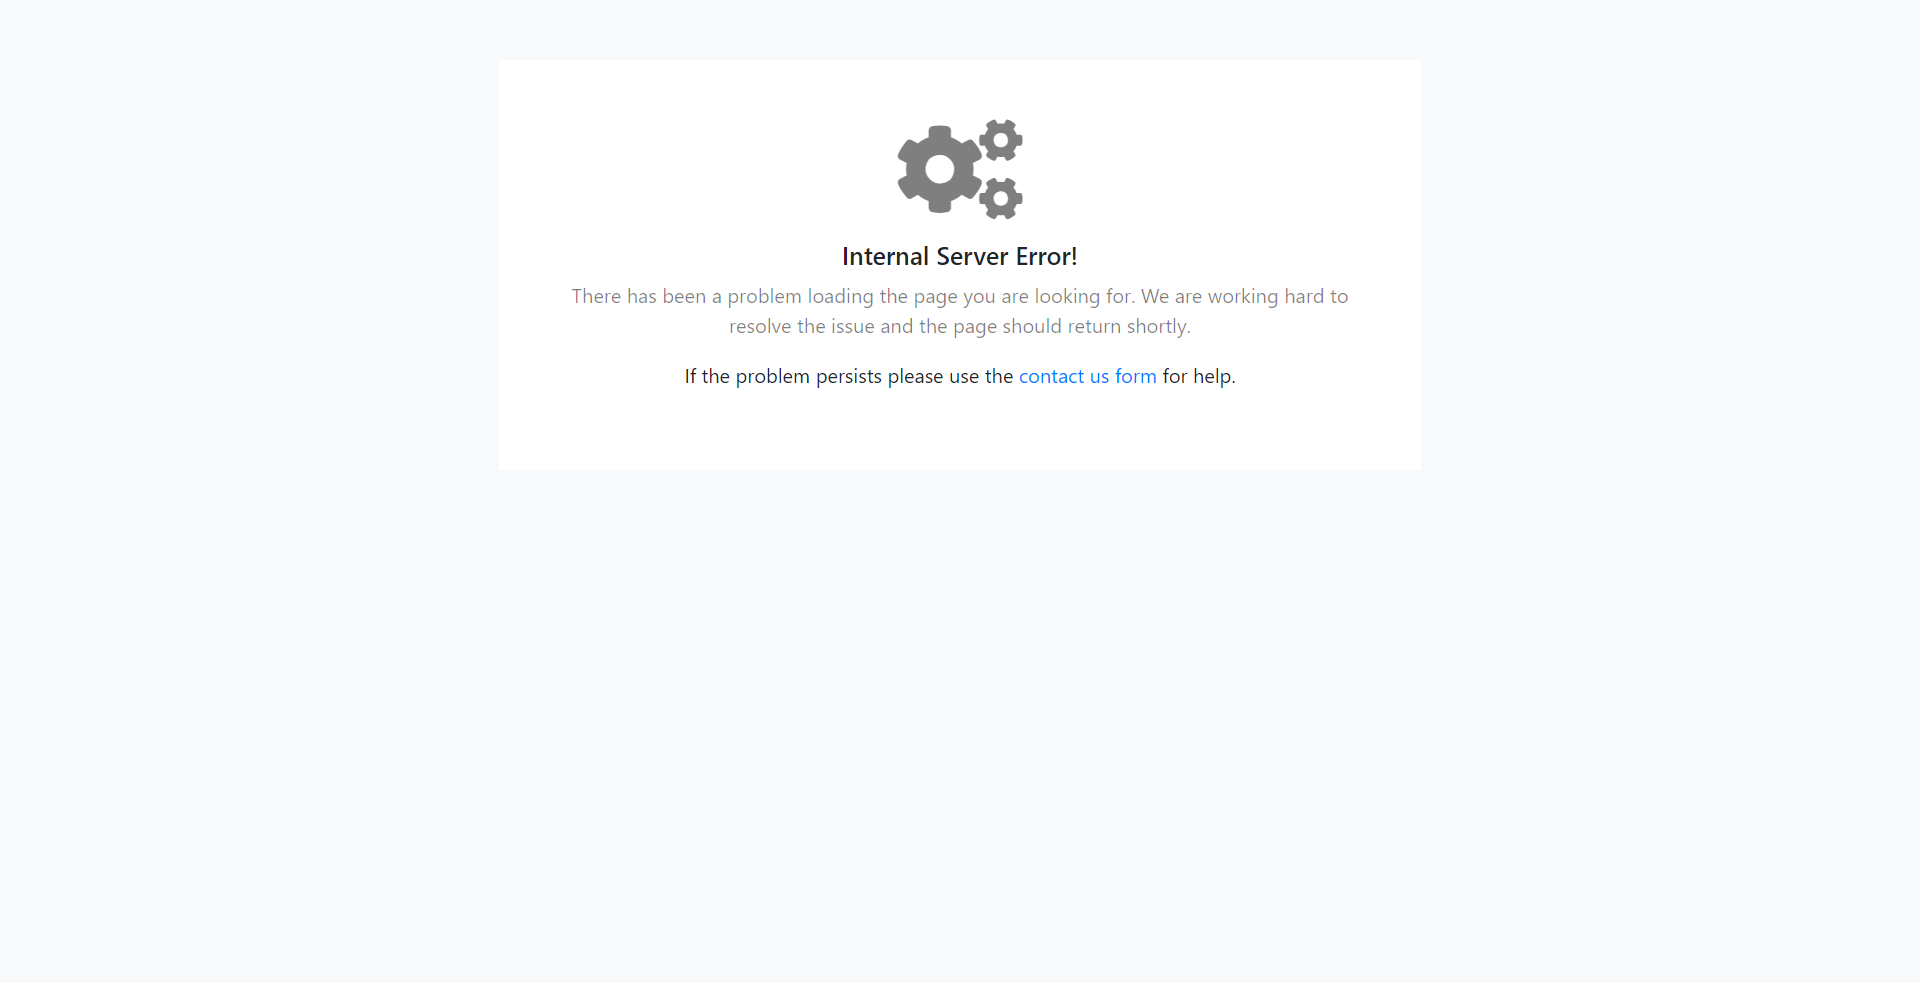 Internal Server Error!
There has been a problem loading the page you are looking for. We are working hard to
resolve the issue and the page should return shortly.
If the problem persists please use the contact us form for help.